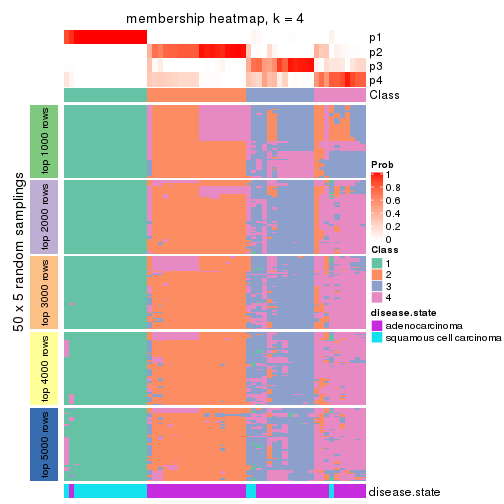 membership heatmap, k = 4
p1
p2
p3
p4
Class
50 x 5 random samplings
top 1000 rows
top 2000 rows
top 3000 rows
top 4000 rows
top 5000 rows
Prob
1
0.8
0.6
0.4
0.2
0
Class
1
2
3
4
disease.state
adenocarcinoma
squamous cell carcinoma
disease.state